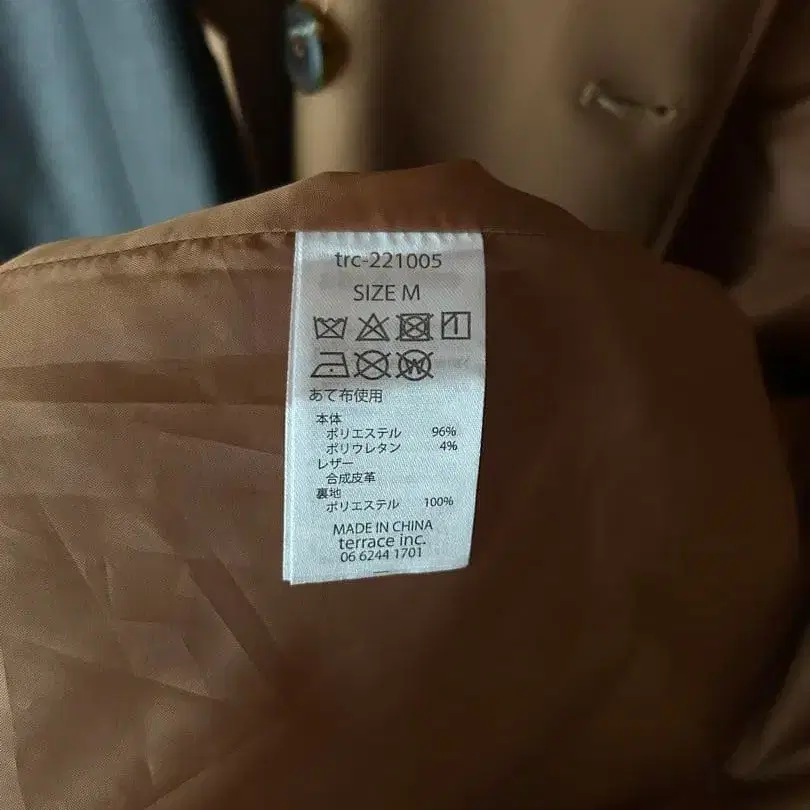 trc-221005
SIZE M
あて布使用
本体
ポリエステル 96%
ポリウレタン 4%
レザー
合成皮革
裏地
ポリエステル 100%
MADE IN CHINA
terrace inc.
06 6244 1701